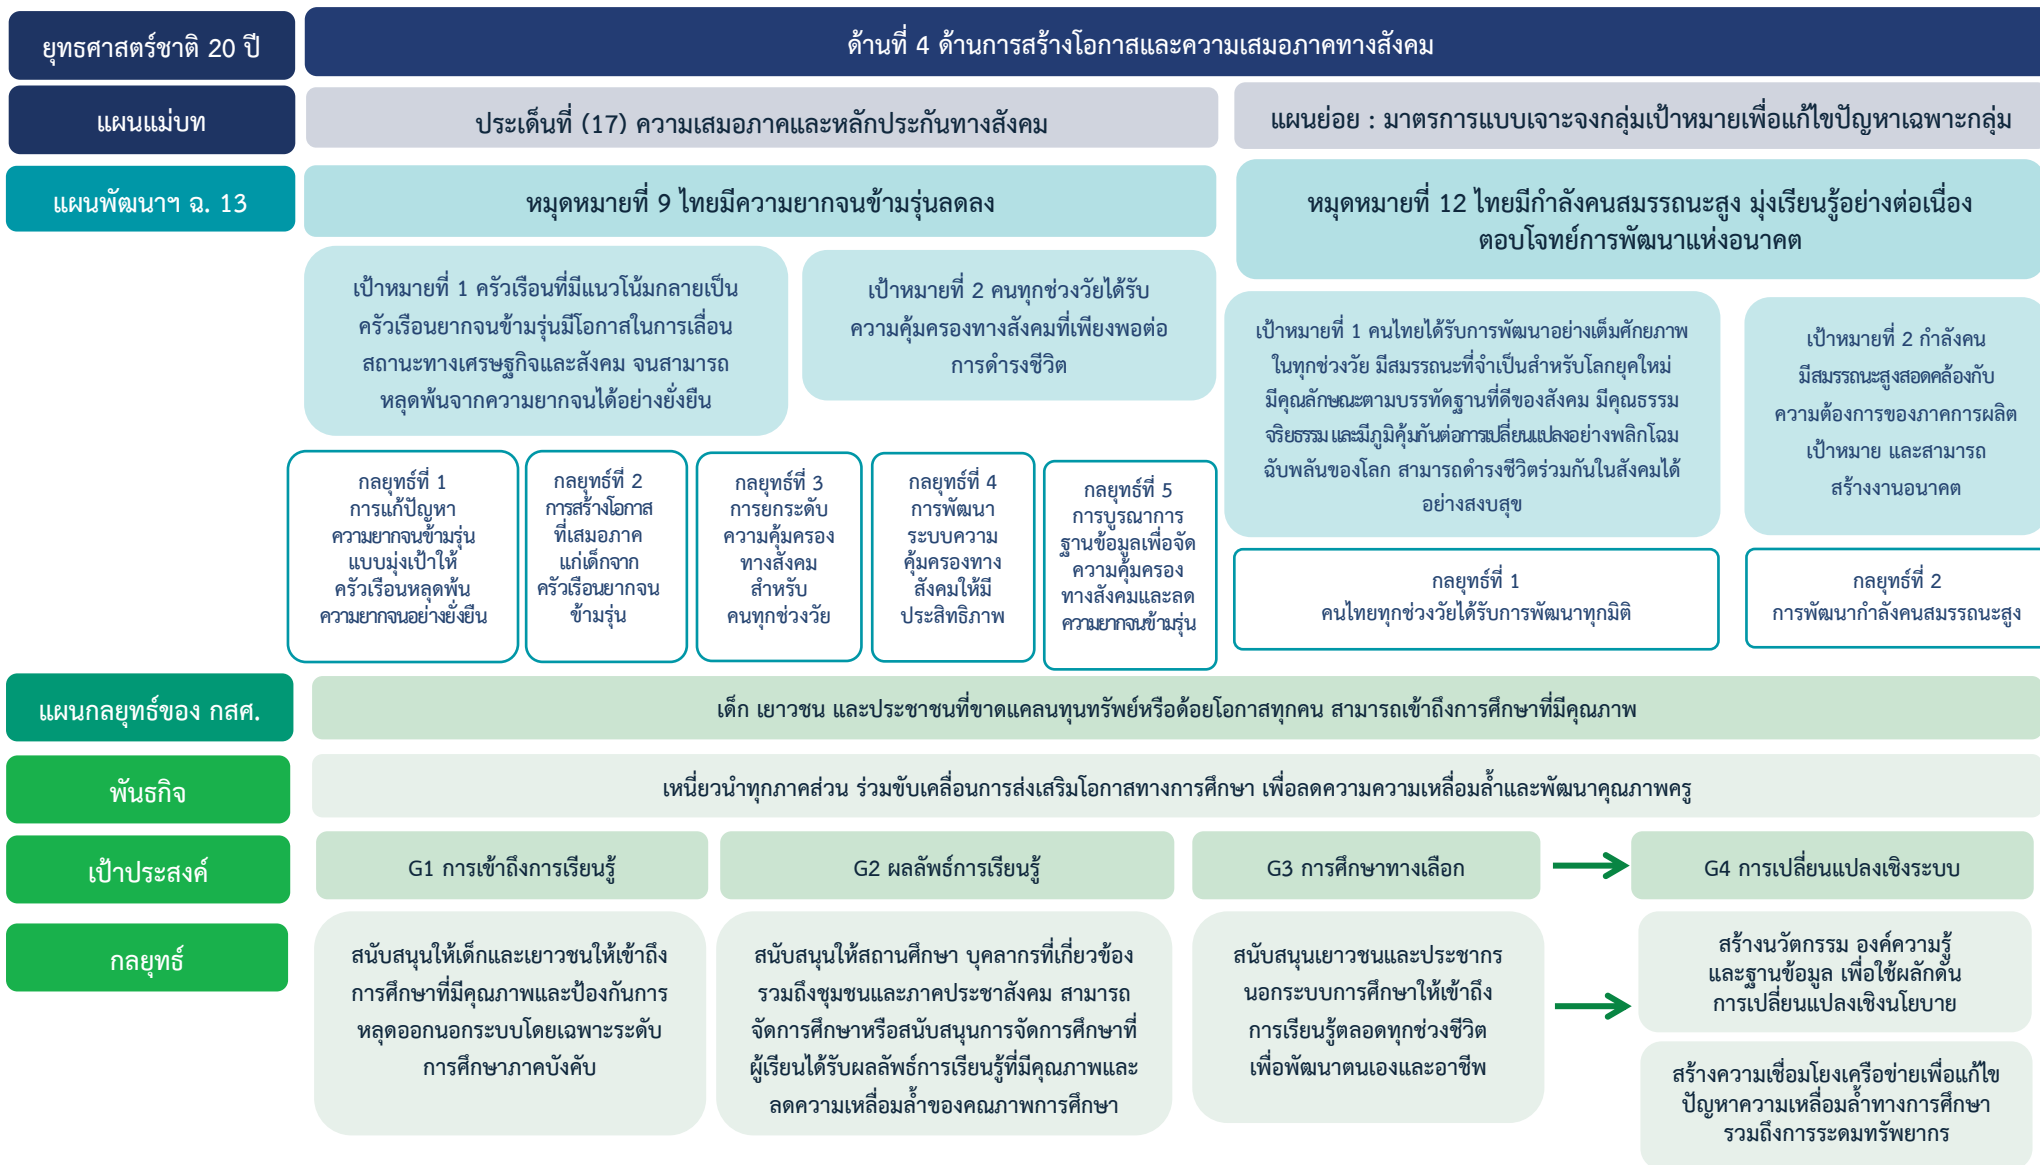 ยุทธศาสตร์ชาติ 20 ปี
ด้านที่ 4 ด้านการสร้างโอกาสและความเสมอภาคทางสังคม
แผนแม่บท
ประเด็นที่ (17) ความเสมอภาคและหลักประกันทางสังคม
แผนย่อย : มาตรการแบบเจาะจงกลุ่มเป้าหมายเพื่อแก้ไขปัญหาเฉพาะกลุ่ม
แผนพัฒนาฯ ฉ. 13
หมุดหมายที่ 9 ไทยมีความยากจนข้ามรุ่นลดลง
หมุดหมายที่ 12 ไทยมีกำลังคนสมรรถนะสูง มุ่งเรียนรู้อย่างต่อเนื่อง
ตอบโจทย์การพัฒนาแห่งอนาคต
เป้าหมายที่ 1 ครัวเรือนที่มีแนวโน้มกลายเป็น
ครัวเรือนยากจนข้ามรุ่นมีโอกาสในการเลื่อน
สถานะทางเศรษฐกิจและสังคม จนสามารถ
หลุดพ้นจากความยากจนได้อย่างยั่งยืน
เป้าหมายที่ 2 คนทุกช่วงวัยได้รับ
ความคุ้มครองทางสังคมที่เพียงพอต่อ
การดำรงชีวิต
เป้าหมายที่ 1 คนไทยได้รับการพัฒนาอย่างเต็มศักยภาพ
ในทุกช่วงวัย มีสมรรถนะที่จำเป็นสำหรับโลกยุคใหม่
มีคุณลักษณะตามบรรทัดฐานที่ดีของสังคม มีคุณธรรม
จริยธรรม และมีภูมิคุ้มกันต่อการเปลี่ยนแปลงอย่างพลิกโฉม
ฉับพลันของโลก สามารถดำรงชีวิตร่วมกันในสังคมได้
อย่างสงบสุข
เป้าหมายที่ 2 กำลังคน
มีสมรรถนะสูงสอดคล้องกับ
ความต้องการของภาคการผลิต
เป้าหมาย และสามารถ
สร้างงานอนาคต
กลยุทธ์ที่ 1
การแก้ปัญหา
ความยากจนข้ามรุ่น
แบบมุ่งเป้าให้
ครัวเรือนหลุดพ้น
ความยากจนอย่างยั่งยืน
กลยุทธ์ที่ 2
การสร้างโอกาส
ที่เสมอภาค
แก่เด็กจาก
ครัวเรือนยากจน
ข้ามรุ่น
กลยุทธ์ที่ 3
การยกระดับ
ความคุ้มครอง
ทางสังคม
สำหรับ
คนทุกช่วงวัย
กลยุทธ์ที่ 4
การพัฒนา
ระบบความ
คุ้มครองทาง
สังคมให้มี
ประสิทธิภาพ
กลยุทธ์ที่ 5
การบูรณาการ
ฐานข้อมูลเพื่อจัด
ความคุ้มครอง
ทางสังคมและลด
ความยากจนข้ามรุ่น
กลยุทธ์ที่ 1
คนไทยทุกช่วงวัยได้รับการพัฒนาทุกมิติ
กลยุทธ์ที่ 2
การพัฒนากำลังคนสมรรถนะสูง
แผนกลยุทธ์ของ กสศ.
เด็ก เยาวชน และประชาชนที่ขาดแคลนทุนทรัพย์หรือด้อยโอกาสทุกคน สามารถเข้าถึงการศึกษาที่มีคุณภาพ
พันธกิจ
เหนี่ยวนำทุกภาคส่วน ร่วมขับเคลื่อนการส่งเสริมโอกาสทางการศึกษา เพื่อลดความความเหลื่อมล้ำและพัฒนาคุณภาพครู
เป้าประสงค์
G1 การเข้าถึงการเรียนรู้
G2 ผลลัพธ์การเรียนรู้
G3 การศึกษาทางเลือก
G4 การเปลี่ยนแปลงเชิงระบบ
กลยุทธ์
สนับสนุนให้เด็กและเยาวชนให้เข้าถึง
การศึกษาที่มีคุณภาพและป้องกันการ
หลุดออกนอกระบบโดยเฉพาะระดับ
การศึกษาภาคบังคับ
สนับสนุนให้สถานศึกษา บุคลากรที่เกี่ยวข้อง
รวมถึงชุมชนและภาคประชาสังคม สามารถ
จัดการศึกษาหรือสนับสนุนการจัดการศึกษาที่
ผู้เรียนได้รับผลลัพธ์การเรียนรู้ที่มีคุณภาพและ
ลดความเหลื่อมล้ำของคณภาพการศึกษา
สนับสนุนเยาวชนและประชากร
นอกระบบการศึกษาให้เข้าถึง
การเรียนรู้ตลอดทุกช่วงชีวิต
เพื่อพัฒนาตนเองและอาชีพ
สร้างนวัตกรรม องค์ความรู้
และฐานข้อมูล เพื่อใช้ผลักดัน
การเปลี่ยนแปลงเชิงนโยบาย
สร้างความเชื่อมโยงเครือข่ายเพื่อแก้ไข
ปัญหาความเหลื่อมล้ำทางการศึกษา
รวมถึงการระดมทรัพยากร